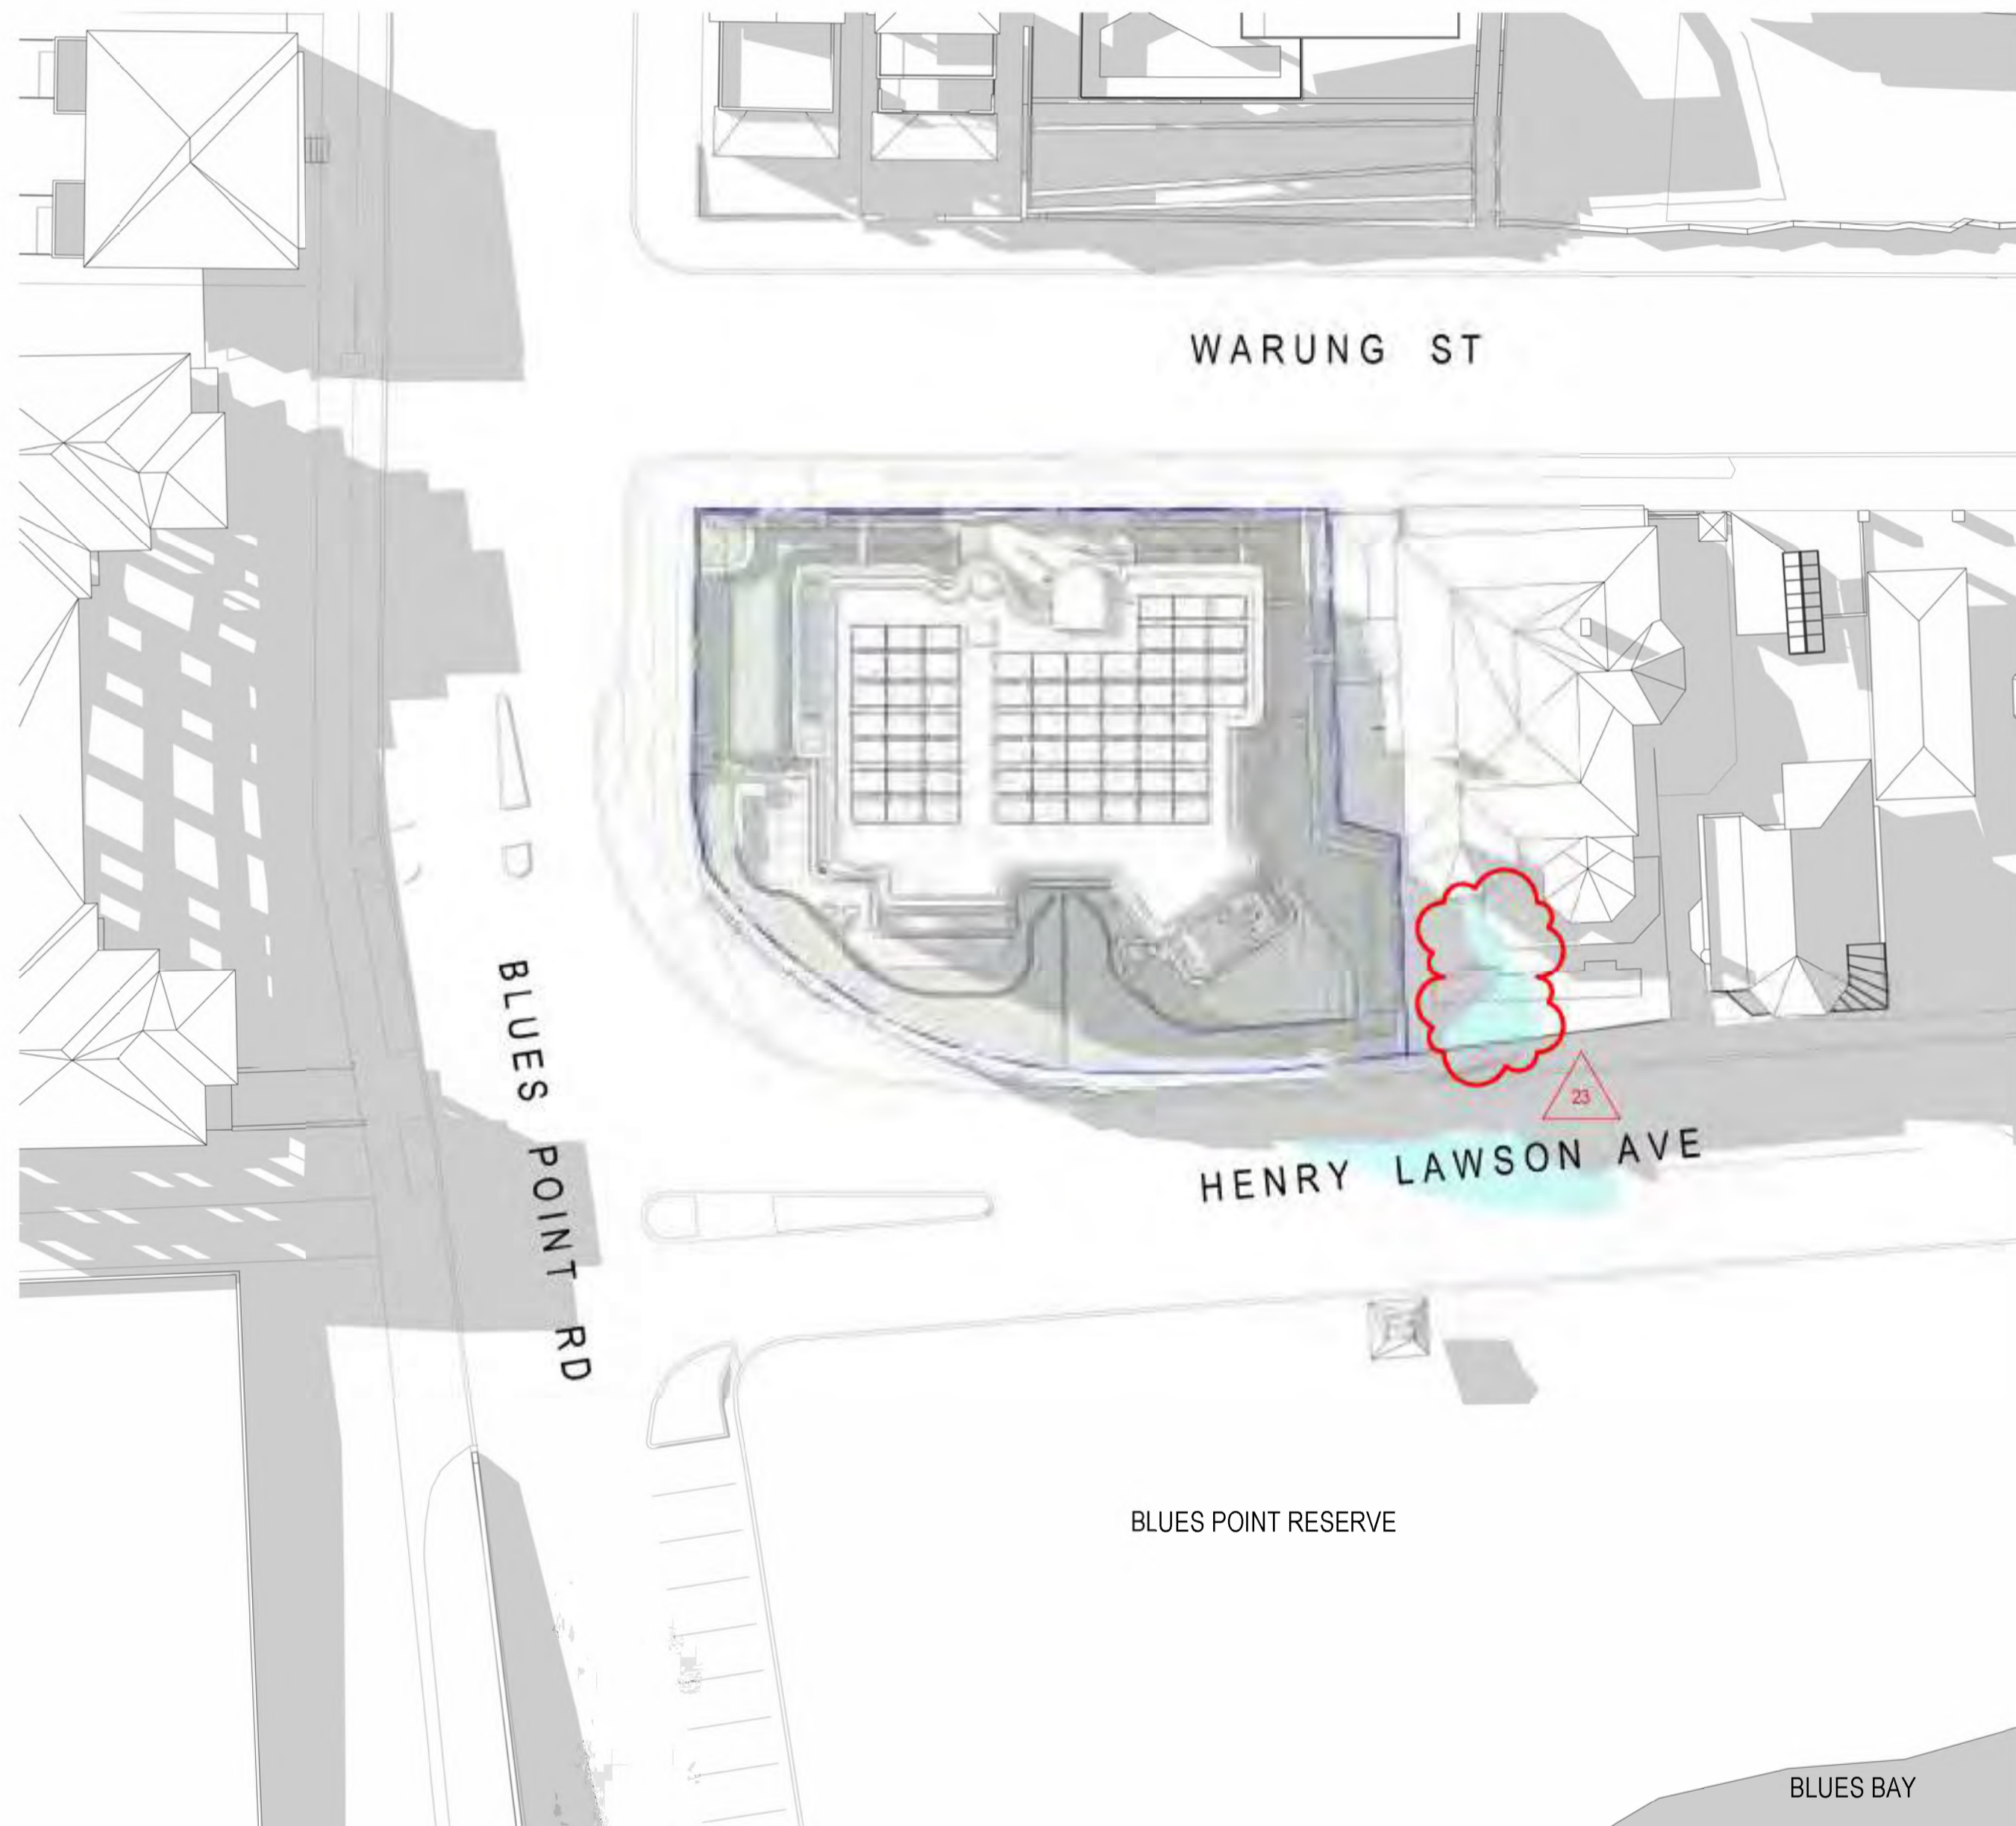 WARUNG ST
BLUES POINT RD
23
HENRY LAWSON AVE
BLUES POINT RESERVE
BLUES BAY